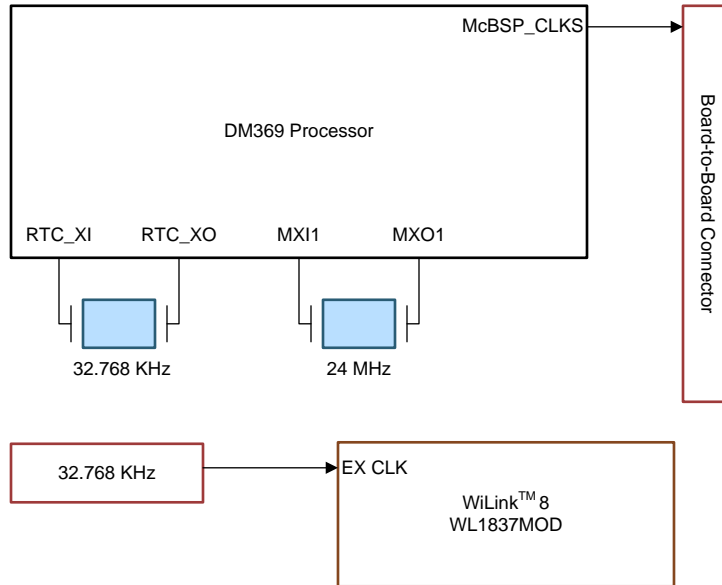 McBSP_CLKS
Board-to-Board Connector
DM369 Processor
RTC_XI RTC_XO MXI1 MXO1
32.768 KHz 24 MHz
32.768 KHz
EX CLK
WiLink™ 8
WL1837MOD